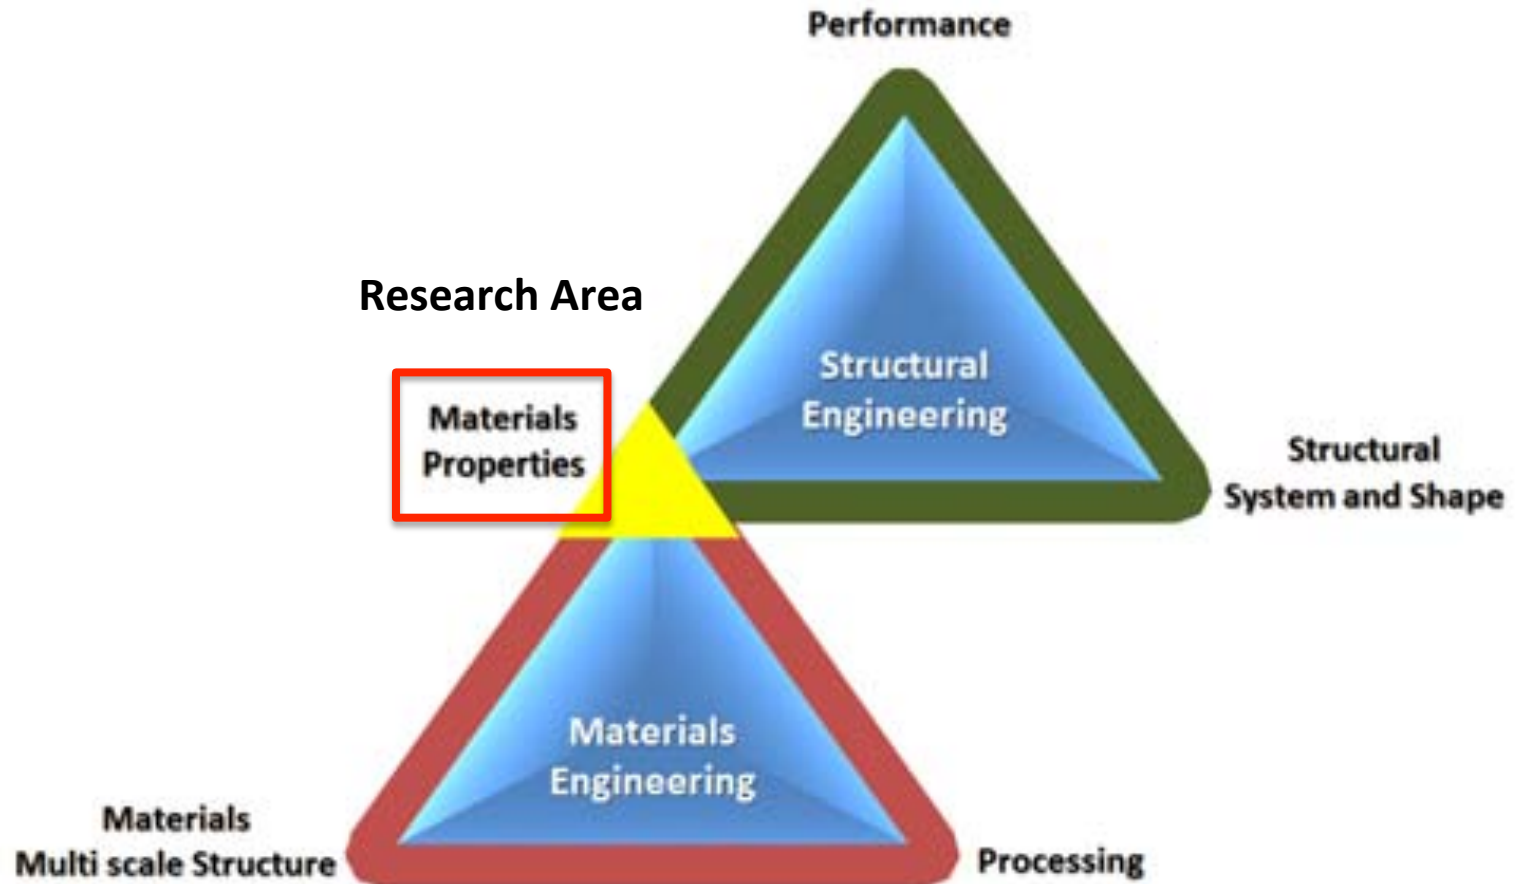 Performance
Research Area
Structural
Engineering
Materials
Properties
Structural
System and Shape
Materials
Engineering
Materials
Multi scale Structure
Processing